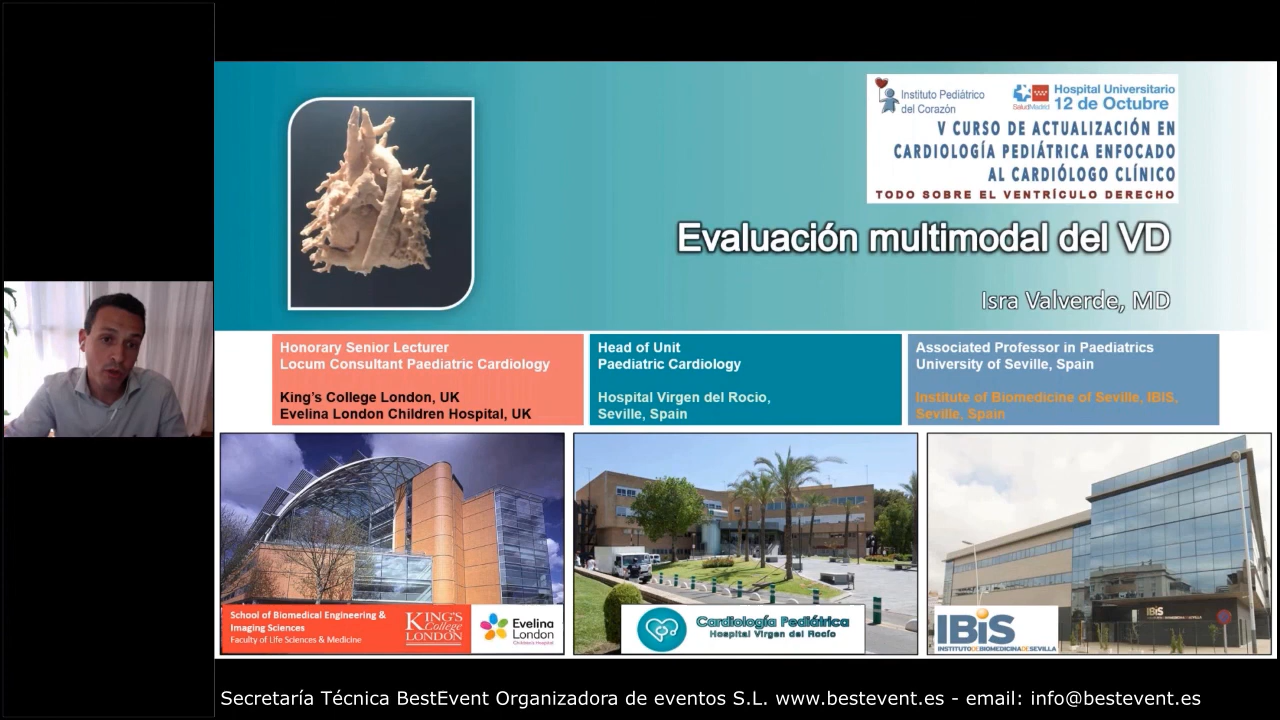 Instituto Pediátrico
del Corazón
SaludMadrid
Hospital Universitario
12 de Octubre
V CURSO DE ACTUALIZACIÓN EN
CARDIOLOGÍA PEDIÁTRICA ENFOCADO
AL CARDIÓLOGO CLÍNICO
TODO SOBRE EL VENTRÍCULO DERECHO
Evaluación multimodal del VD
Isra Valverde, MD
Honorary Senior Lecturer
Locum Consultant Paediatric Cardiology
King's College London, UK
Evelina London Children Hospital, UK
Head of Unit
Paediatric Cardiology
Hospital Virgen del Rocio,
Seville, Spain
Associated Professor in Paediatrics
University of Seville, Spain
Institute of Biomedicine of Seville, IBIS,
Seville, Spain
School of Biomedical Engineering &
Imaging Sciences
Faculty of Life Sciences & Medicine
KING'S
College
LONDON
Evelina
London
Children's Hospital
Cardiología Pediátrica
Hospital Virgen del Rocío
IBiS
IBiS
INSTITUTO DE BIOMEDICINA DE SEVILLA
Secretaría Técnica BestEvent Organizadora de eventos S.L. www.bestevent.es - email: info@bestevent.es